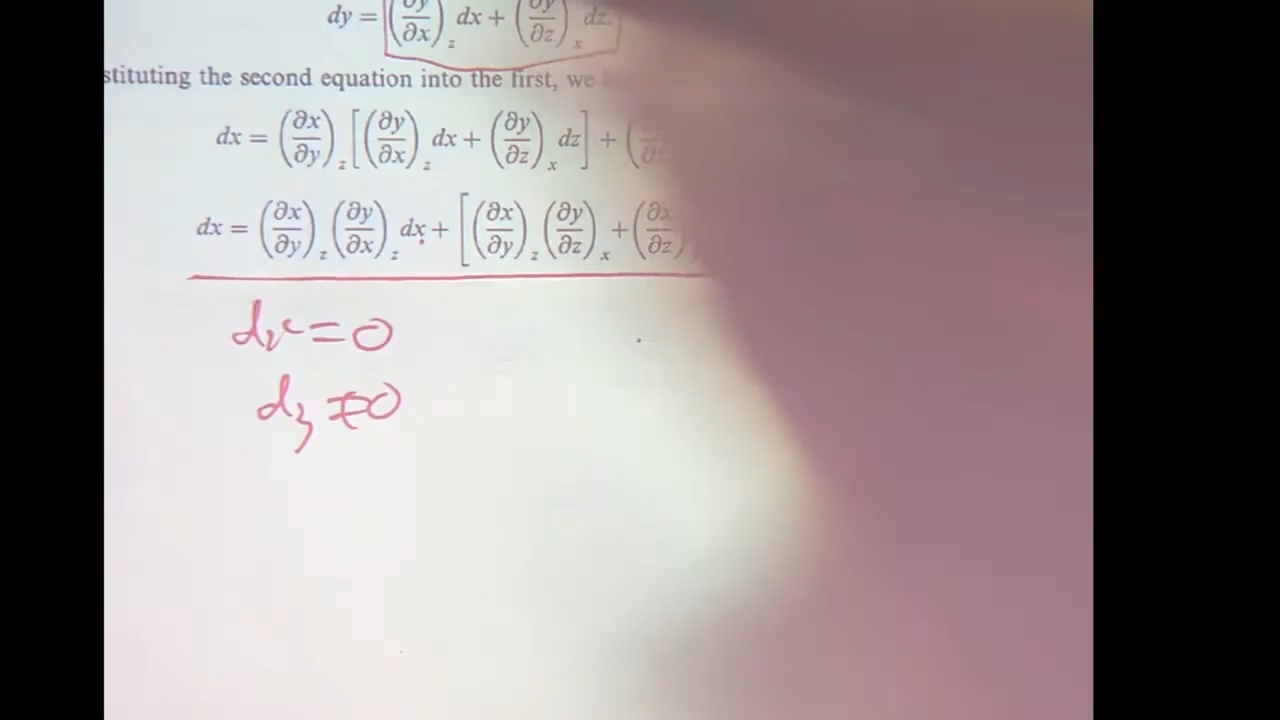 dy = (∂y/∂x)_z dx + (∂y/∂z)_x dz.
stituting the second equation into the first, we
dx = (∂x/∂y)_z [(∂y/∂x)_z dx + (∂y/∂z)_x dz] + (
dx = (∂x/∂y)_z (∂y/∂x)_z dx + [(∂x/∂y)_z (∂y/∂z)_x + (∂x/∂z)
dx = 0
dz ≠ 0